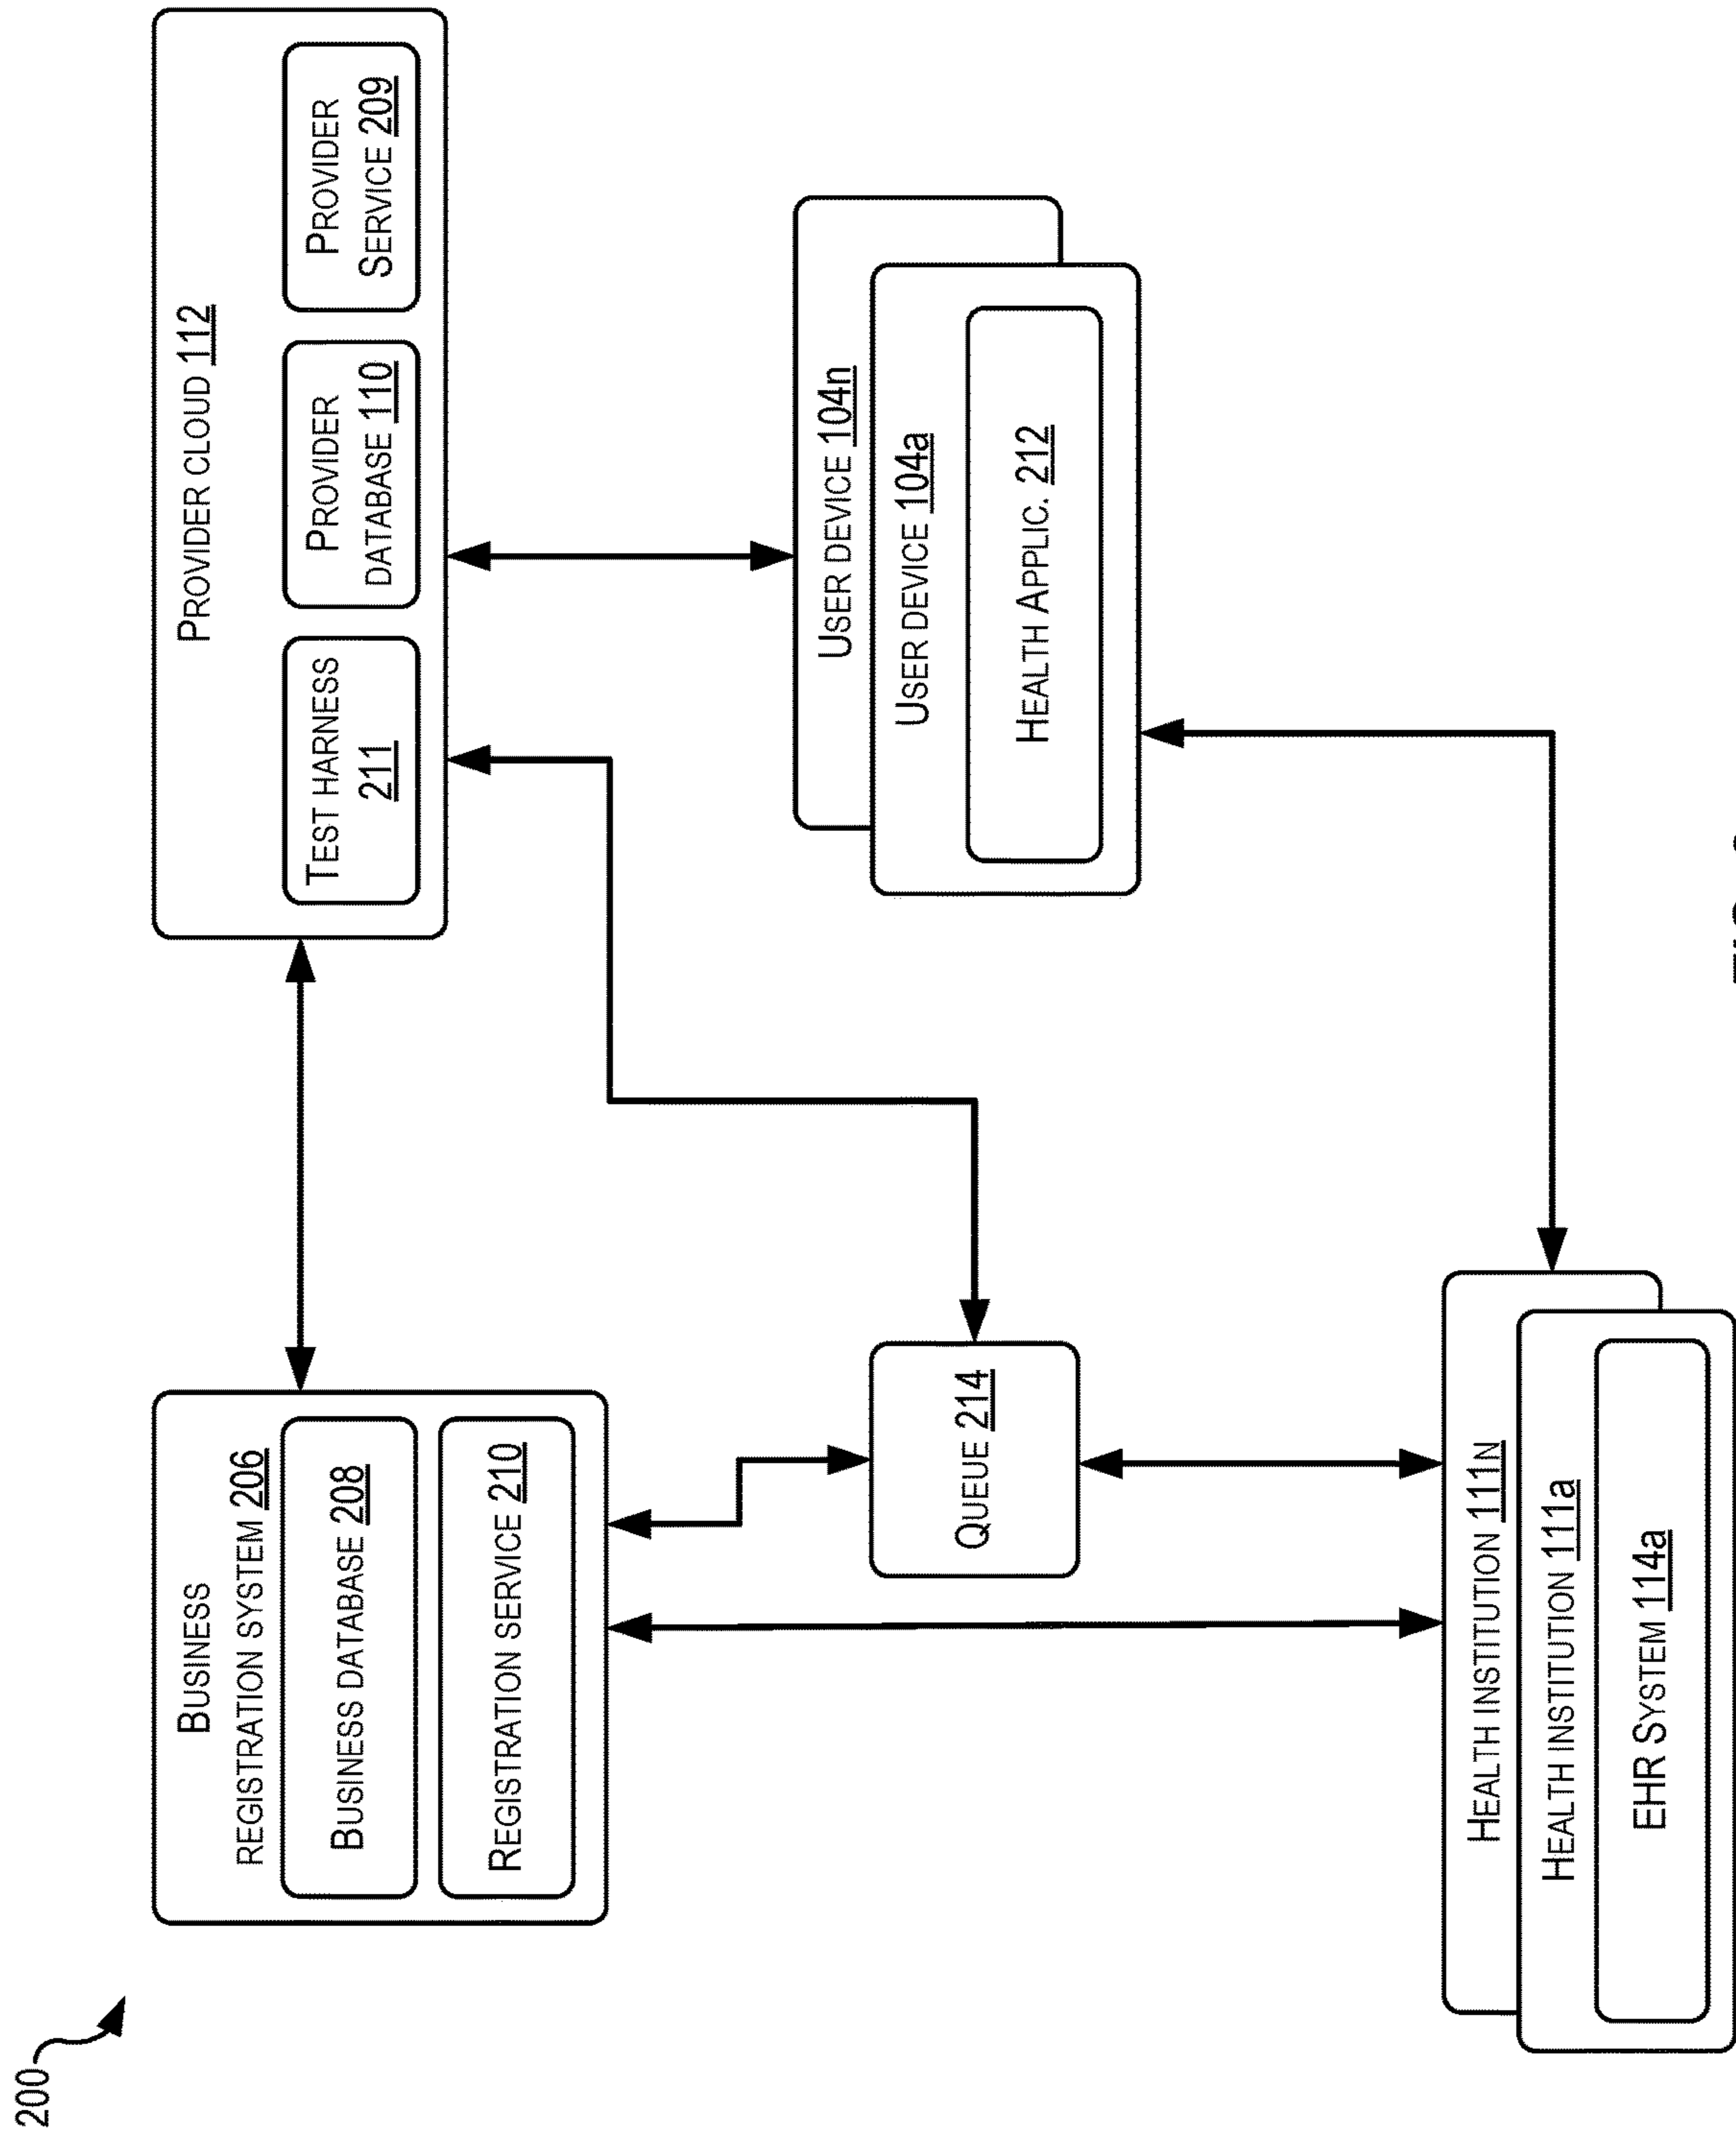 200
BUSINESS
REGISTRATION SYSTEM 206
BUSINESS DATABASE 208
REGISTRATION SERVICE 210
PROVIDER CLOUD 112
TEST HARNESS
211
PROVIDER
DATABASE 110
PROVIDER
SERVICE 209
QUEUE 214
USER DEVICE 104n
USER DEVICE 104a
HEALTH APPLIC. 212
HEALTH INSTITUTION 111N
HEALTH INSTITUTION 111a
EHR SYSTEM 114a